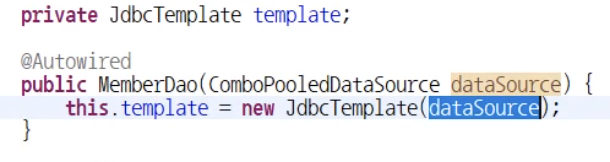 private JdbcTemplate template;
@Autowired
public MemberDao(ComboPooledDataSource dataSource) {
this.template = new JdbcTemplate(dataSource);
}